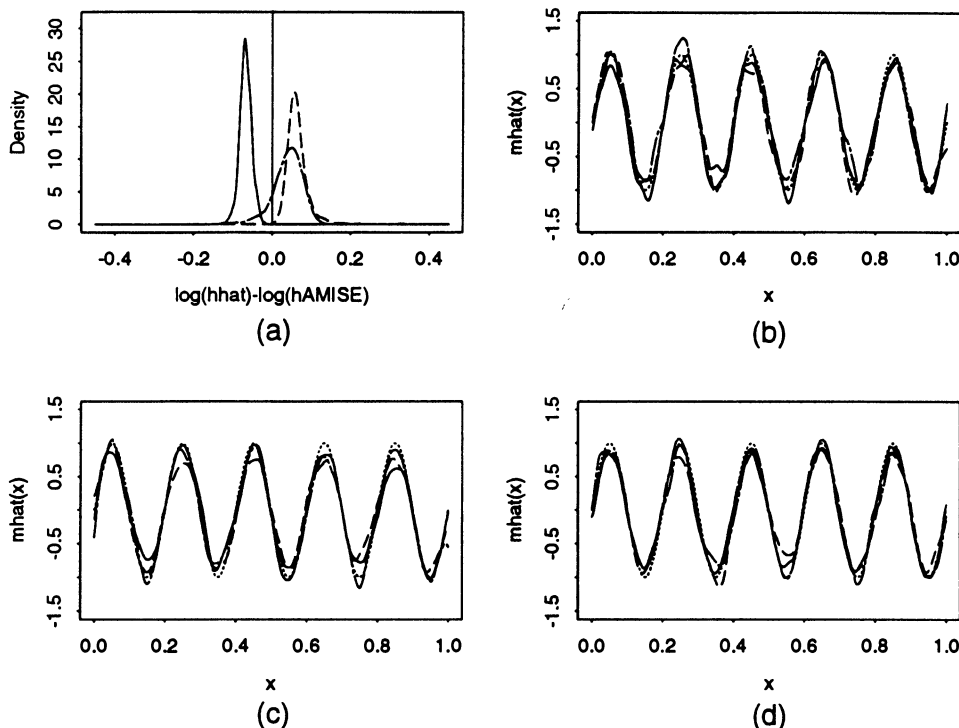 Density
0 5 10 15 20 25 30
-0.4 -0.2 0.0 0.2 0.4
log(hhat)-log(hAMISE)
(a)
mhat(x)
-1.5 -0.5 0.5 1.5
0.0 0.2 0.4 0.6 0.8 1.0
x
(b)
mhat(x)
-1.5 -0.5 0.5 1.5
0.0 0.2 0.4 0.6 0.8 1.0
x
(c)
mhat(x)
-1.5 -0.5 0.5 1.5
0.0 0.2 0.4 0.6 0.8 1.0
x
(d)